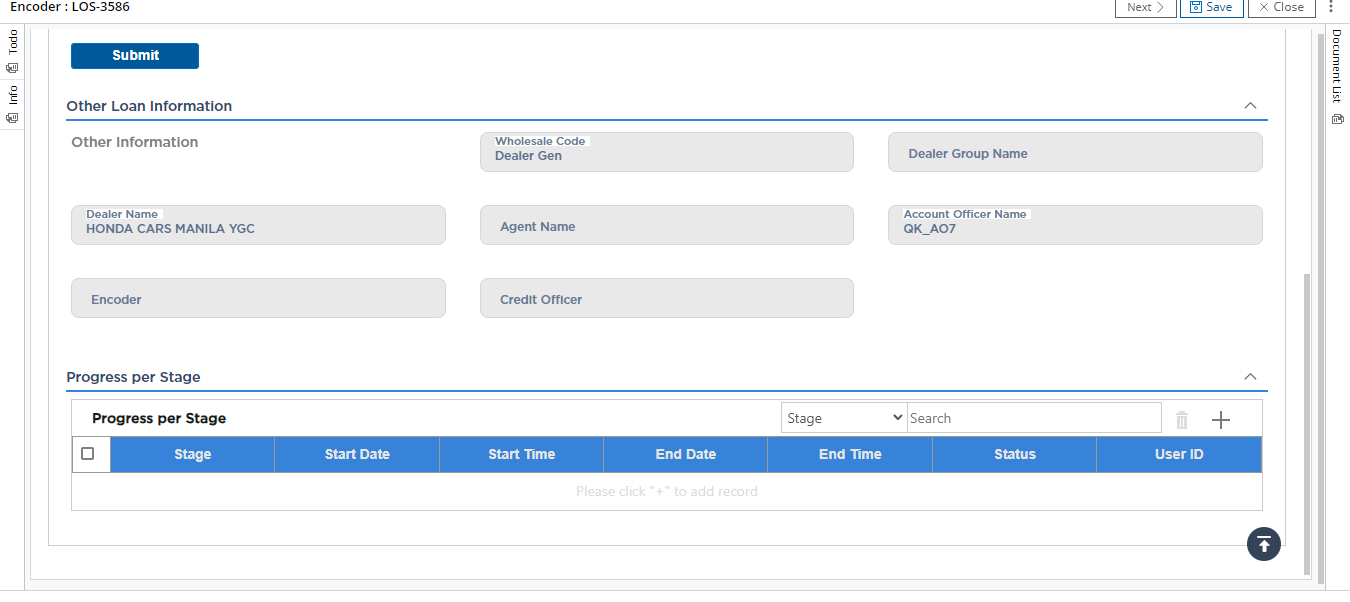 Encoder : LOS-3586
Next
Save
Close
Todo
Info
Document List
Submit
Other Loan Information
Other Information
Wholesale Code
Dealer Gen
Dealer Group Name
Dealer Name
HONDA CARS MANILA YGC
Agent Name
Account Officer Name
QK_AO7
Encoder
Credit Officer
Progress per Stage
Progress per Stage
Stage
Search
Stage Start Date Start Time End Date End Time Status User ID
Please click "+" to add record